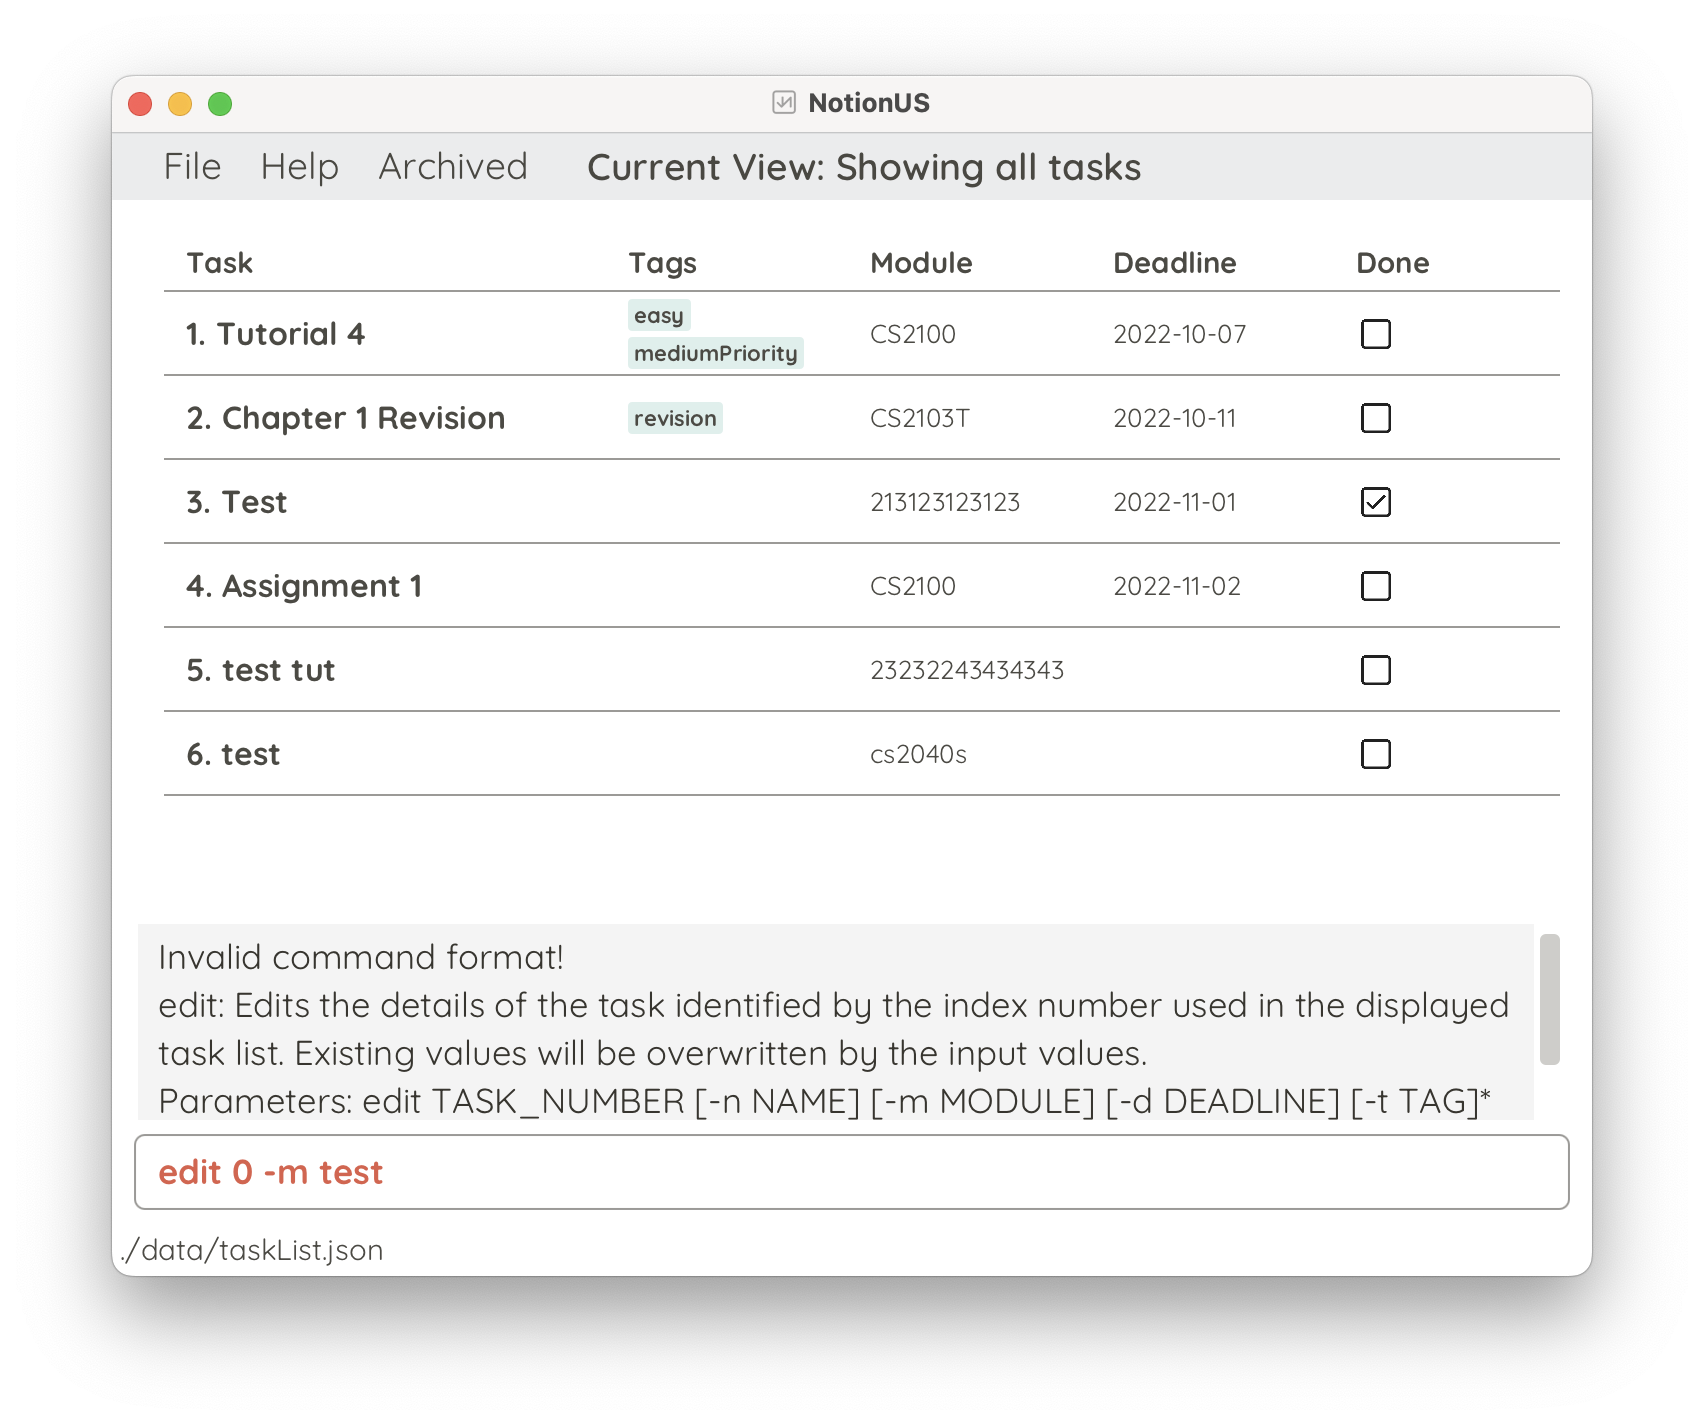 NotionUS
File Help Archived Current View: Showing all tasks
Task Tags Module Deadline Done
1. Tutorial 4 easy mediumPriority CS2100 2022-10-07
2. Chapter 1 Revision revision CS2103T 2022-10-11
3. Test 213123123123 2022-11-01
4. Assignment 1 CS2100 2022-11-02
5. test tut 23232243434343
6. test cs2040s
Invalid command format!
edit: Edits the details of the task identified by the index number used in the displayed
task list. Existing values will be overwritten by the input values.
Parameters: edit TASK_NUMBER [-n NAME] [-m MODULE] [-d DEADLINE] [-t TAG]*
edit 0 -m test
./data/taskList.json